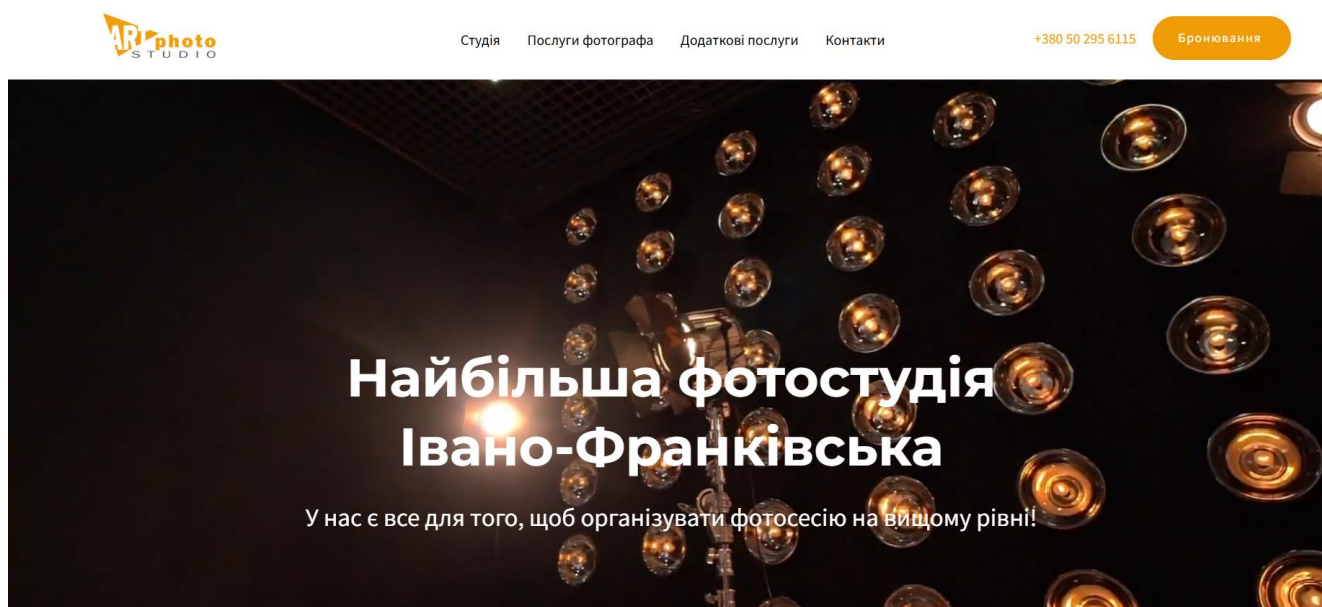 ART photo
STUDIO
Студія Послуги фотографа Додаткові послуги Контакти
+380 50 295 6115
Бронювання
Найбільша фотостудія
Івано-Франківська
У нас є все для того, щоб організувати фотосесію на вищому рівні!